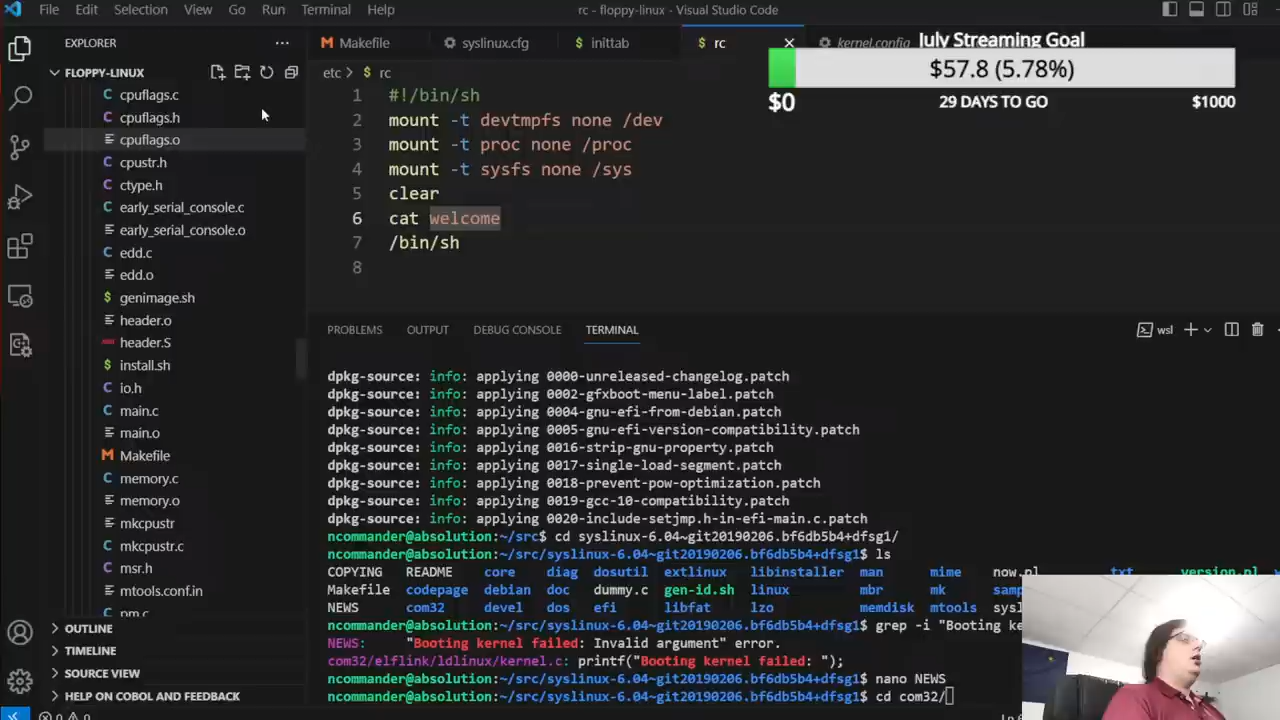 File Edit Selection View Go Run Terminal Help
rc - floppy-linux - Visual Studio Code
EXPLORER
Makefile
syslinux.cfg
inittab
rc
kernel.config
July Streaming Goal
$57.8 (5.78%)
$0
29 DAYS TO GO
$1000
FLOPPY-LINUX
etc > rc
cpuflags.c
cpuflags.h
cpuflags.o
cpustr.h
ctype.h
early_serial_console.c
early_serial_console.o
edd.c
edd.o
genimage.sh
header.o
header.S
install.sh
io.h
main.c
main.o
Makefile
memory.c
memory.o
mkcpustr
mkcpustr.c
msr.h
mtools.conf.in
pm.c
OUTLINE
TIMELINE
SOURCE VIEW
HELP ON COBOL AND FEATURE
0 0
1 #!/bin/sh
2 mount -t devtmpfs none /dev
3 mount -t proc none /proc
4 mount -t sysfs none /sys
5 clear
6 cat welcome
7 /bin/sh
8
PROBLEMS OUTPUT DEBUG CONSOLE TERMINAL
wsl
dpkg-source: info: applying 0000-unreleased-changelog.patch
dpkg-source: info: applying 0002-gfxboot-menu-label.patch
dpkg-source: info: applying 0004-gnu-efi-from-debian.patch
dpkg-source: info: applying 0005-gnu-efi-version-compatibility.patch
dpkg-source: info: applying 0016-strip-gnu-property.patch
dpkg-source: info: applying 0017-single-load-segment.patch
dpkg-source: info: applying 0018-prevent-pow-optimization.patch
dpkg-source: info: applying 0019-gcc-10-compatibility.patch
dpkg-source: info: applying 0020-include-setjmp.h-in-efi-main.c.patch
ncommander@absolution:~/src$ cd syslinux-6.04~git20190206.bf6db5b4+dfsg1/
ncommander@absolution:~/src/syslinux-6.04~git20190206.bf6db5b4+dfsg1$ ls
COPYING README core diag dosutil extlinux libinstaller man mime now.pl txt version.pl
Makefile codepage debian doc dummy.c gen-id.sh linux mbr mk samp
NEWS com32 devel dos efi libfat lzo memdisk mtools sysl
ncommander@absolution:~/src/syslinux-6.04~git20190206.bf6db5b4+dfsg1$ grep -i "Booting ke
NEWS: "Booting kernel failed: Invalid argument" error.
com32/elflink/ldlinux/kernel.c: printf("Booting kernel failed: ");
ncommander@absolution:~/src/syslinux-6.04~git20190206.bf6db5b4+dfsg1$ nano NEWS
ncommander@absolution:~/src/syslinux-6.04~git20190206.bf6db5b4+dfsg1$ cd com32/